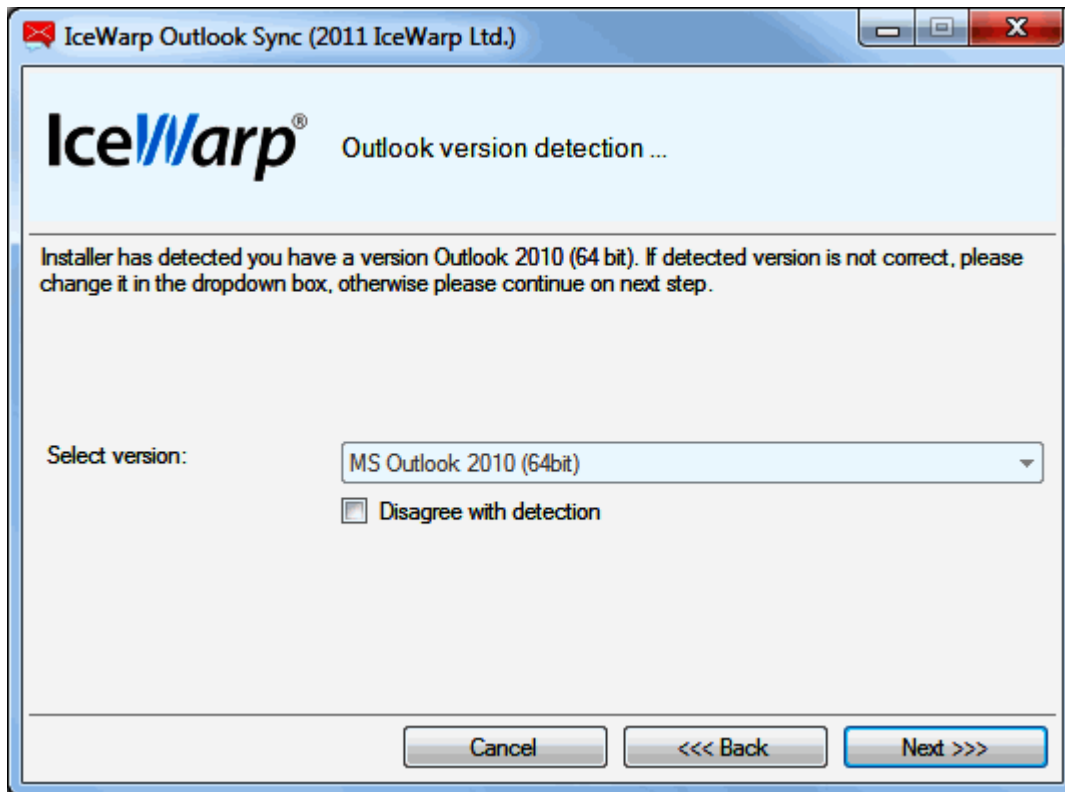 IceWarp Outlook Sync (2011 IceWarp Ltd.)
IceWarp®
Outlook version detection ...
Installer has detected you have a version Outlook 2010 (64 bit). If detected version is not correct, please
change it in the dropdown box, otherwise please continue on next step.
Select version:
MS Outlook 2010 (64bit)
Disagree with detection
Cancel
<<< Back
Next >>>